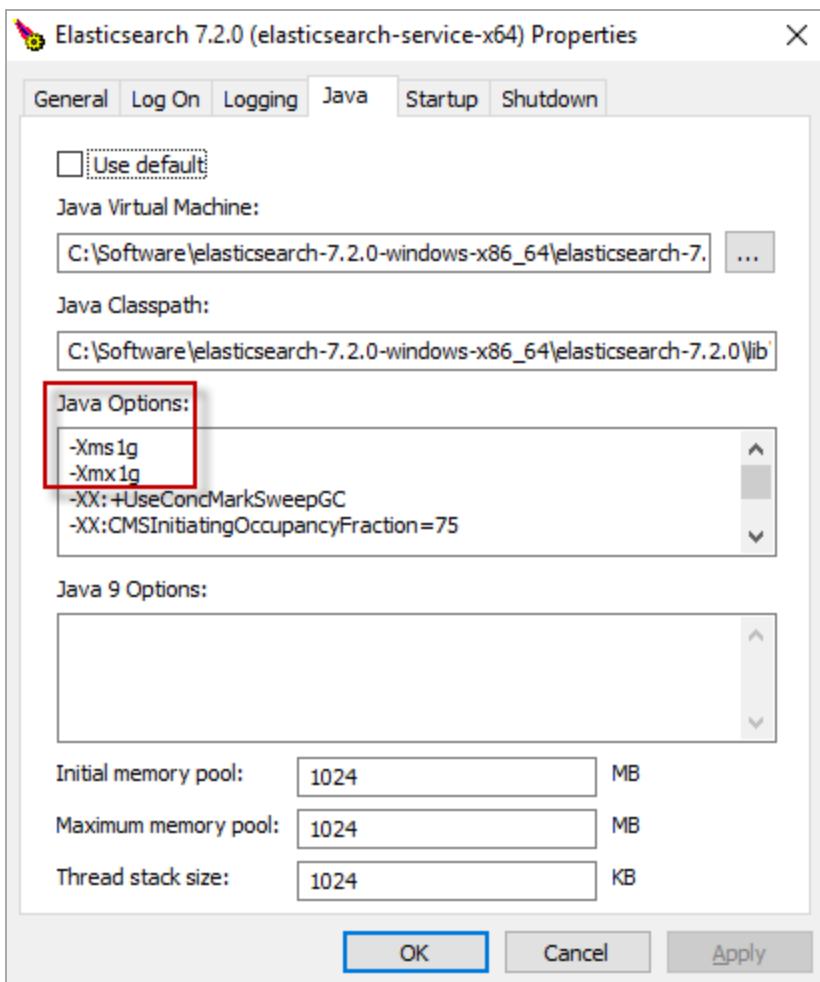 Elasticsearch 7.2.0 (elasticsearch-service-x64) Properties
General Log On Logging Java Startup Shutdown
Use default
Java Virtual Machine:
C:\Software\elasticsearch-7.2.0-windows-x86_64\elasticsearch-7. ...
Java Classpath:
C:\Software\elasticsearch-7.2.0-windows-x86_64\elasticsearch-7.2.0\lib\
Java Options:
-Xms1g
-Xmx1g
-XX:+UseConcMarkSweepGC
-XX:CMSInitiatingOccupancyFraction=75
Java 9 Options:
Initial memory pool: 1024 MB
Maximum memory pool: 1024 MB
Thread stack size: 1024 KB
OK Cancel Apply